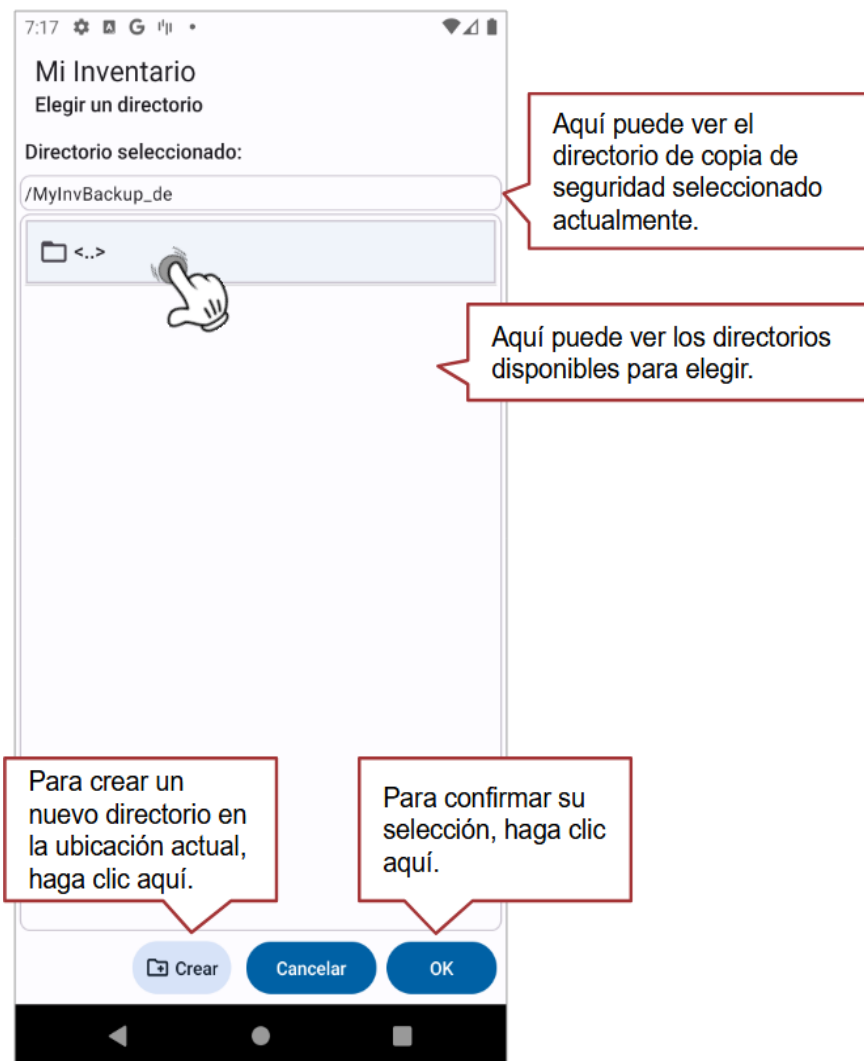 7:17
Mi Inventario
Elegir un directorio
Directorio seleccionado:
/MyInvBackup_de
<..>
Aquí puede ver el
directorio de copia de
seguridad seleccionado
actualmente.
Aquí puede ver los directorios
disponibles para elegir.
Para crear un
nuevo directorio en
la ubicación actual,
haga clic aquí.
Para confirmar su
selección, haga clic
aquí.
Crear
Cancelar
OK